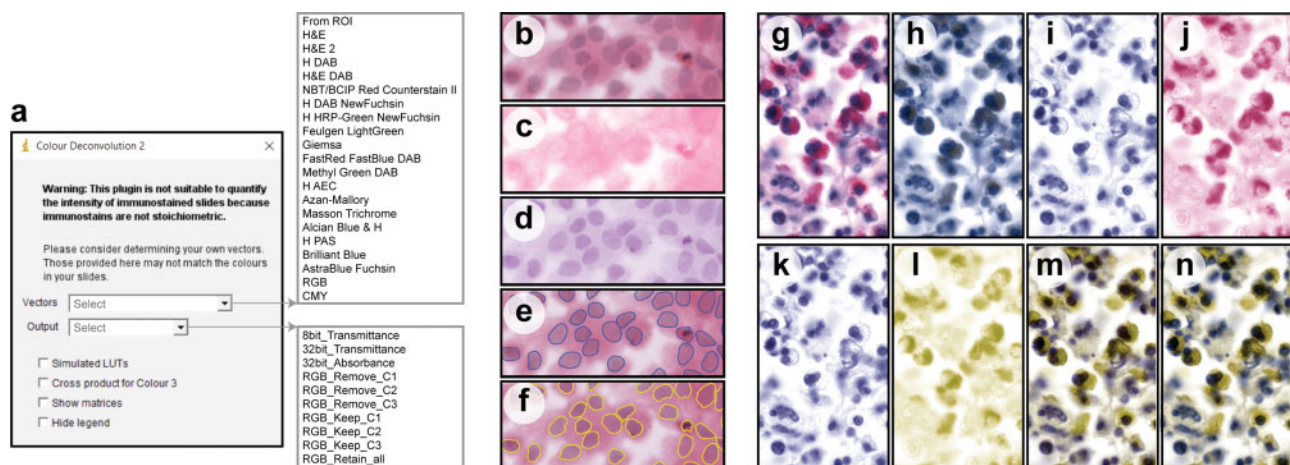 a
Colour Deconvolution 2
Warning: This plugin is not suitable to quantify
the intensity of immunostained slides because
immunostains are not stoichiometric.
Please consider determining your own vectors.
Those provided here may not match the colours
in your slides.
Vectors
Select
Output
Select
Simulated LUTs
Cross product for Colour 3
Show matrices
Hide legend
From ROI
H&E
H&E 2
H DAB
H&E DAB
NBT/BCIP Red Counterstain II
H DAB NewFuchsin
H HRP-Green NewFuchsin
Feulgen LightGreen
Giemsa
FastRed FastBlue DAB
Methyl Green DAB
H AEC
Azan-Mallory
Masson Trichrome
Alcian Blue & H
H PAS
Brilliant Blue
AstraBlue Fuchsin
RGB
CMY
8bit_Transmittance
32bit_Transmittance
32bit_Absorbance
RGB_Remove_C1
RGB_Remove_C2
RGB_Remove_C3
RGB_Keep_C1
RGB_Keep_C2
RGB_Keep_C3
RGB_Retain_all
b
c
d
e
f
g
h
i
j
k
l
m
n